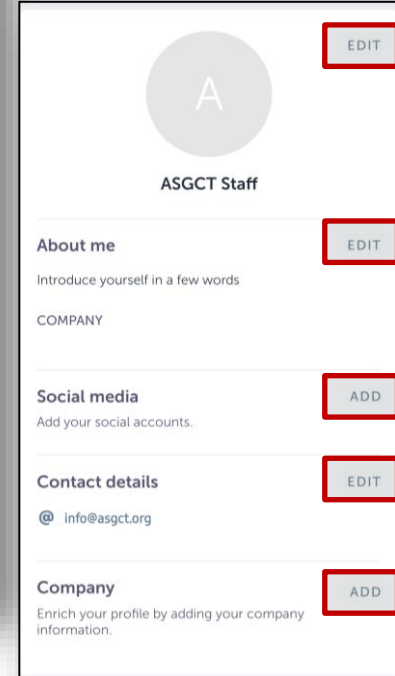 EDIT
A
ASGCT Staff
About me
EDIT
Introduce yourself in a few words
COMPANY
Social media
ADD
Add your social accounts.
Contact details
EDIT
@ info@asgct.org
Company
ADD
Enrich your profile by adding your company
information.